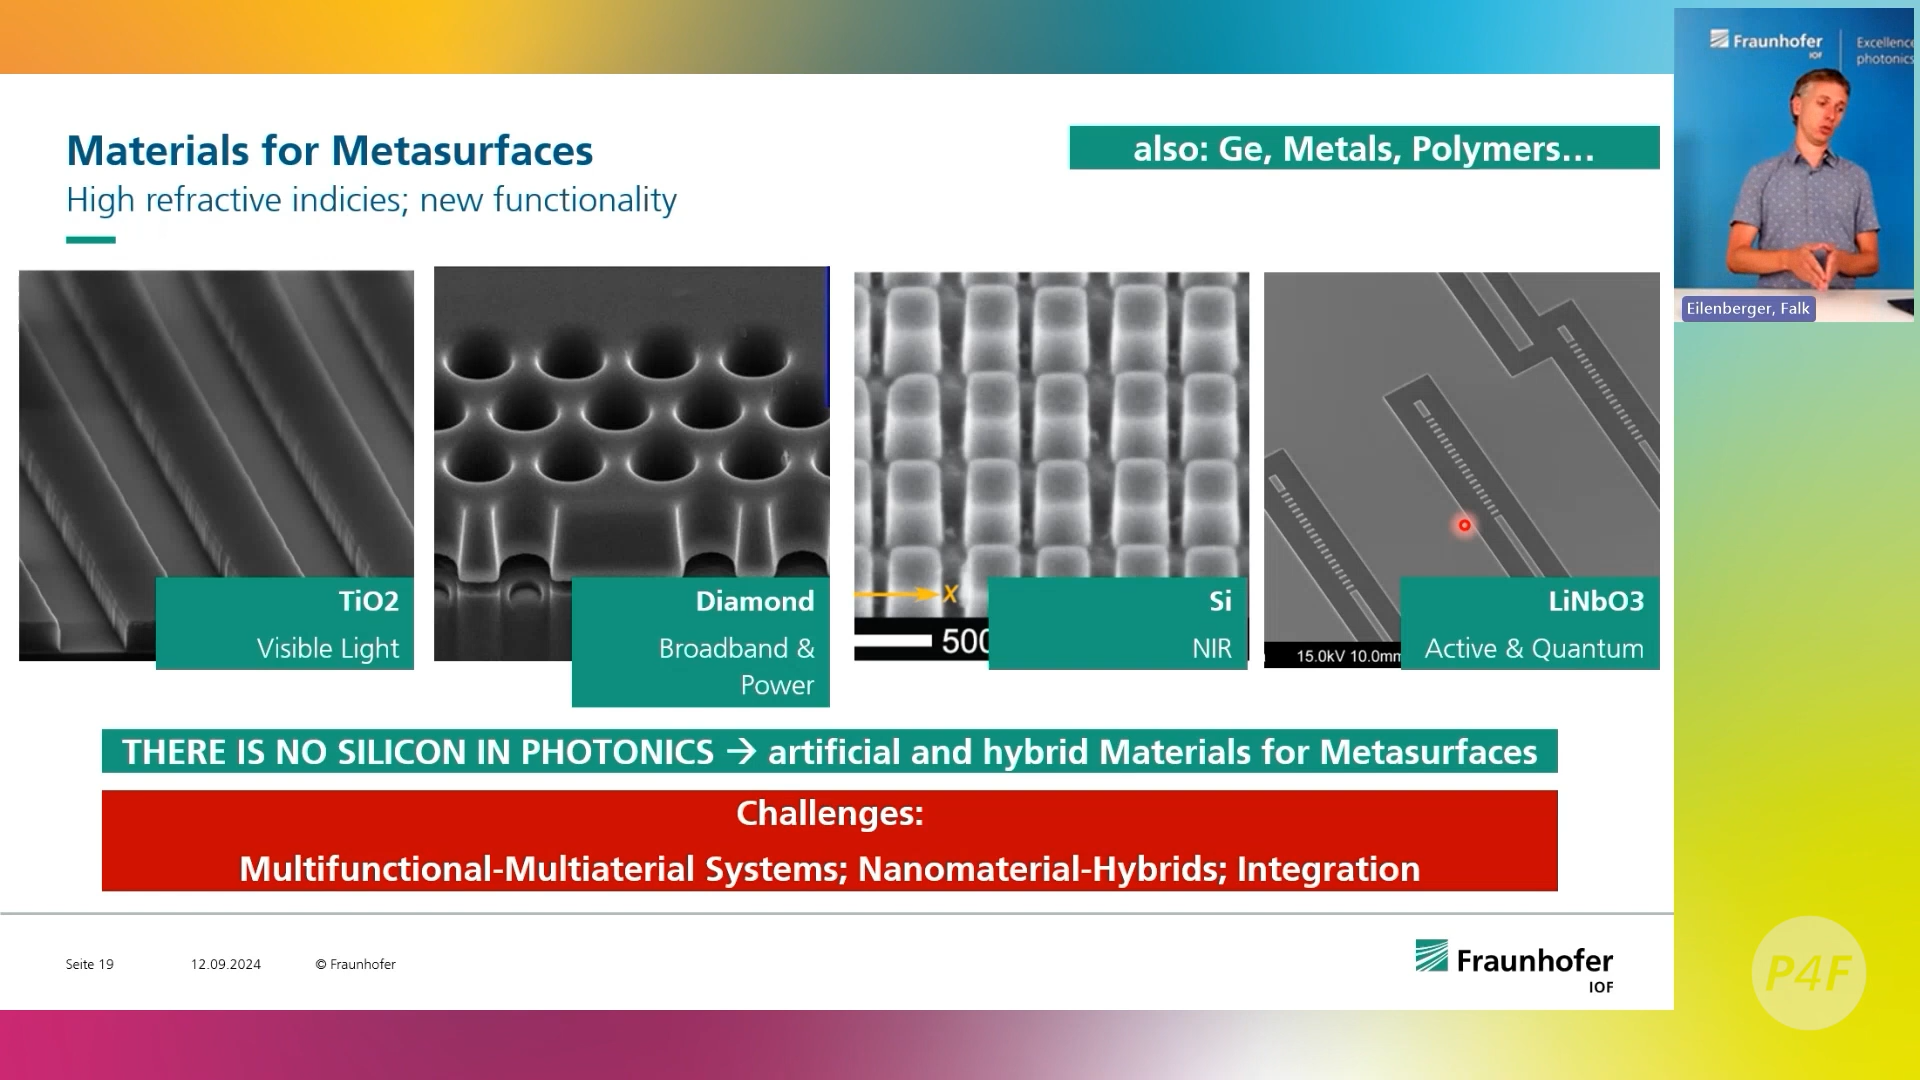 Materials for Metasurfaces
High refractive indicies; new functionality
also: Ge, Metals, Polymers...
Fraunhofer
IOF
Excellence
photonics
Eilenberger, Falk
TiO2
Visible Light
Diamond
Broadband &
Power
X
500
Si
NIR
15.0kV 10.0mm
LiNbO3
Active & Quantum
THERE IS NO SILICON IN PHOTONICS → artificial and hybrid Materials for Metasurfaces
Challenges:
Multifunctional-Multiaterial Systems; Nanomaterial-Hybrids; Integration
Seite 19
12.09.2024
© Fraunhofer
Fraunhofer
IOF
P4F